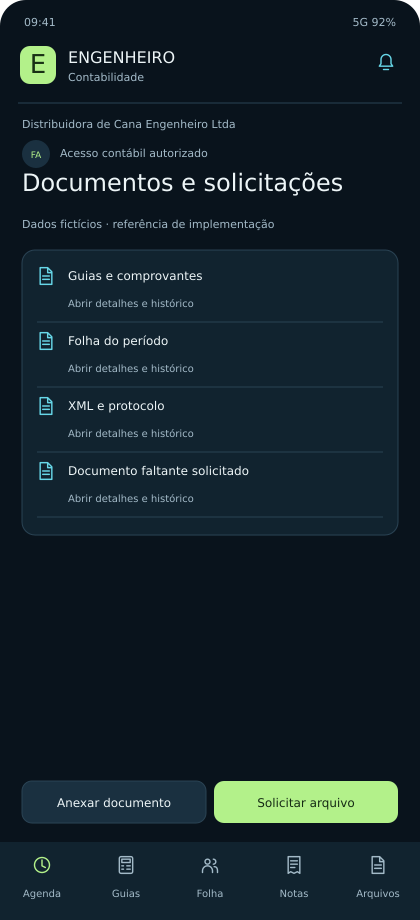 09:41 5G 92%
E ENGENHEIRO
Contabilidade
Distribuidora de Cana Engenheiro Ltda
FA Acesso contábil autorizado
Documentos e solicitações
Dados fictícios · referência de implementação
Guias e comprovantes
Abrir detalhes e histórico
Folha do período
Abrir detalhes e histórico
XML e protocolo
Abrir detalhes e histórico
Documento faltante solicitado
Abrir detalhes e histórico
Anexar documento Solicitar arquivo
Agenda Guias Folha Notas Arquivos